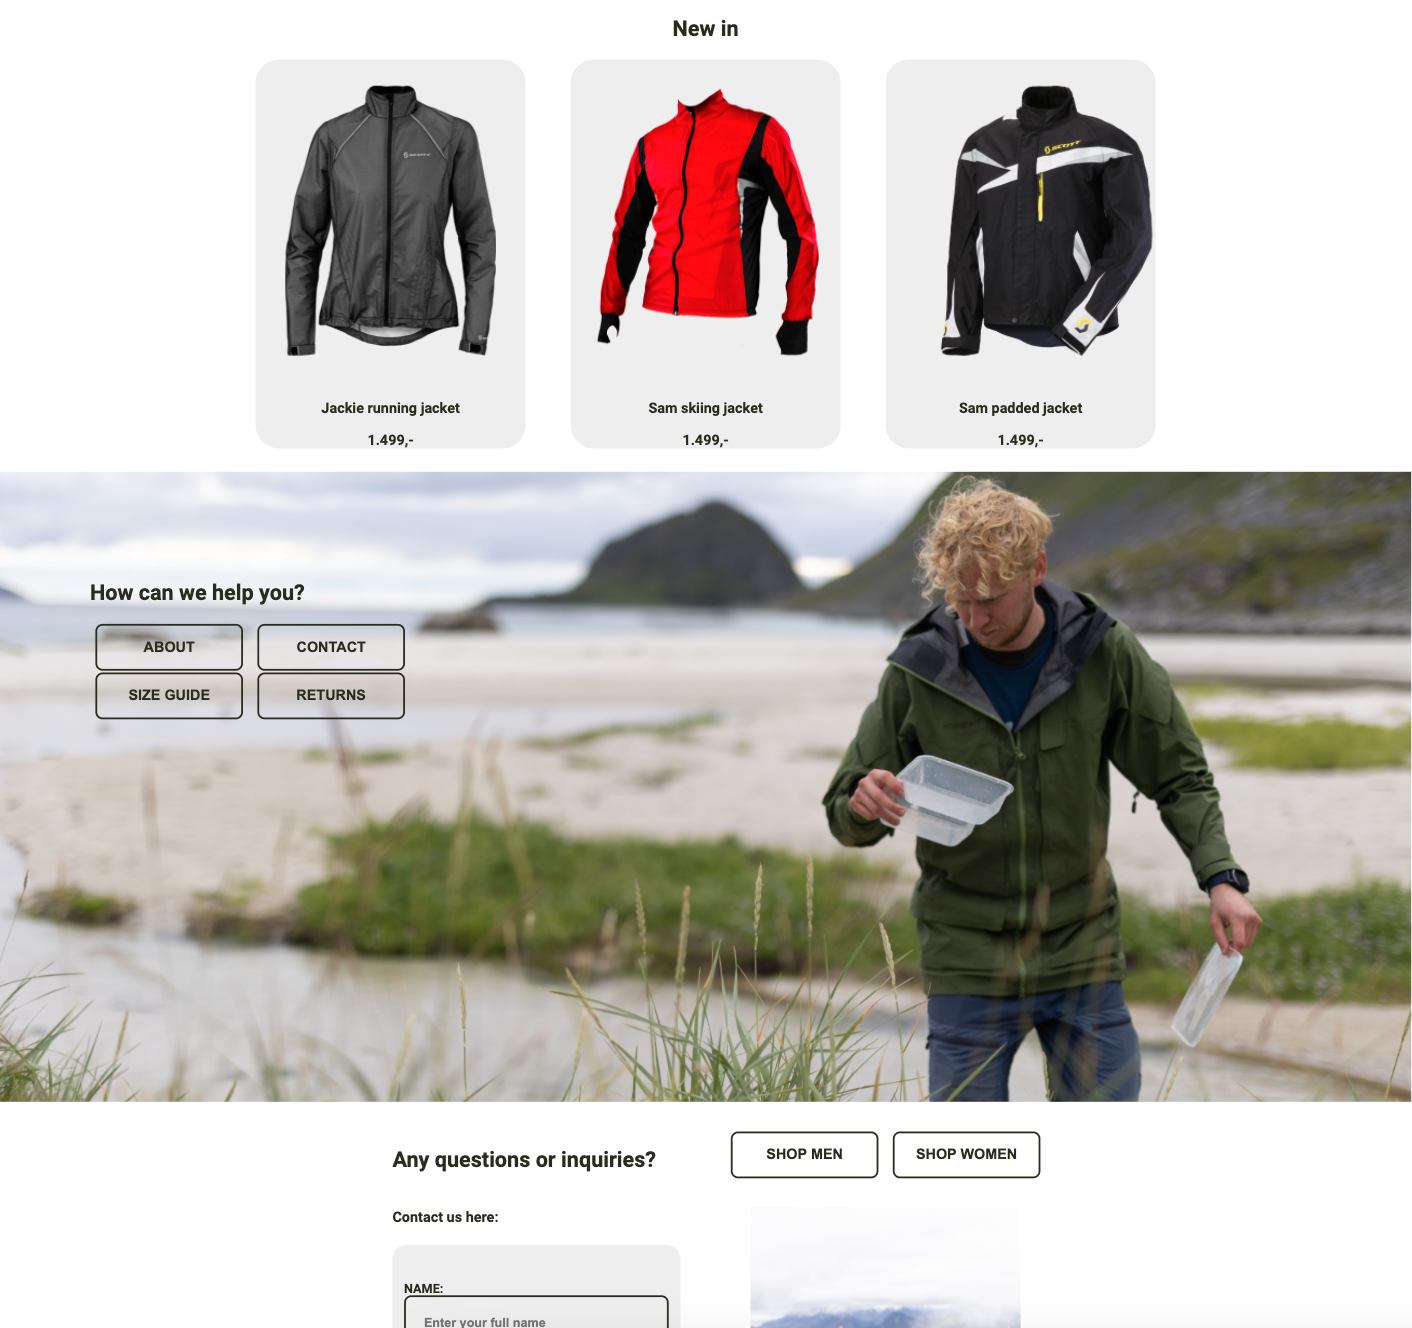 New in
SCOTT
SCOTT
Jackie running jacket
Sam skiing jacket
Sam padded jacket
1.499,-
1.499,-
1.499,-
How can we help you?
ABOUT
CONTACT
SIZE GUIDE
RETURNS
Any questions or inquiries?
SHOP MEN
SHOP WOMEN
Contact us here:
NAME:
Enter your full name